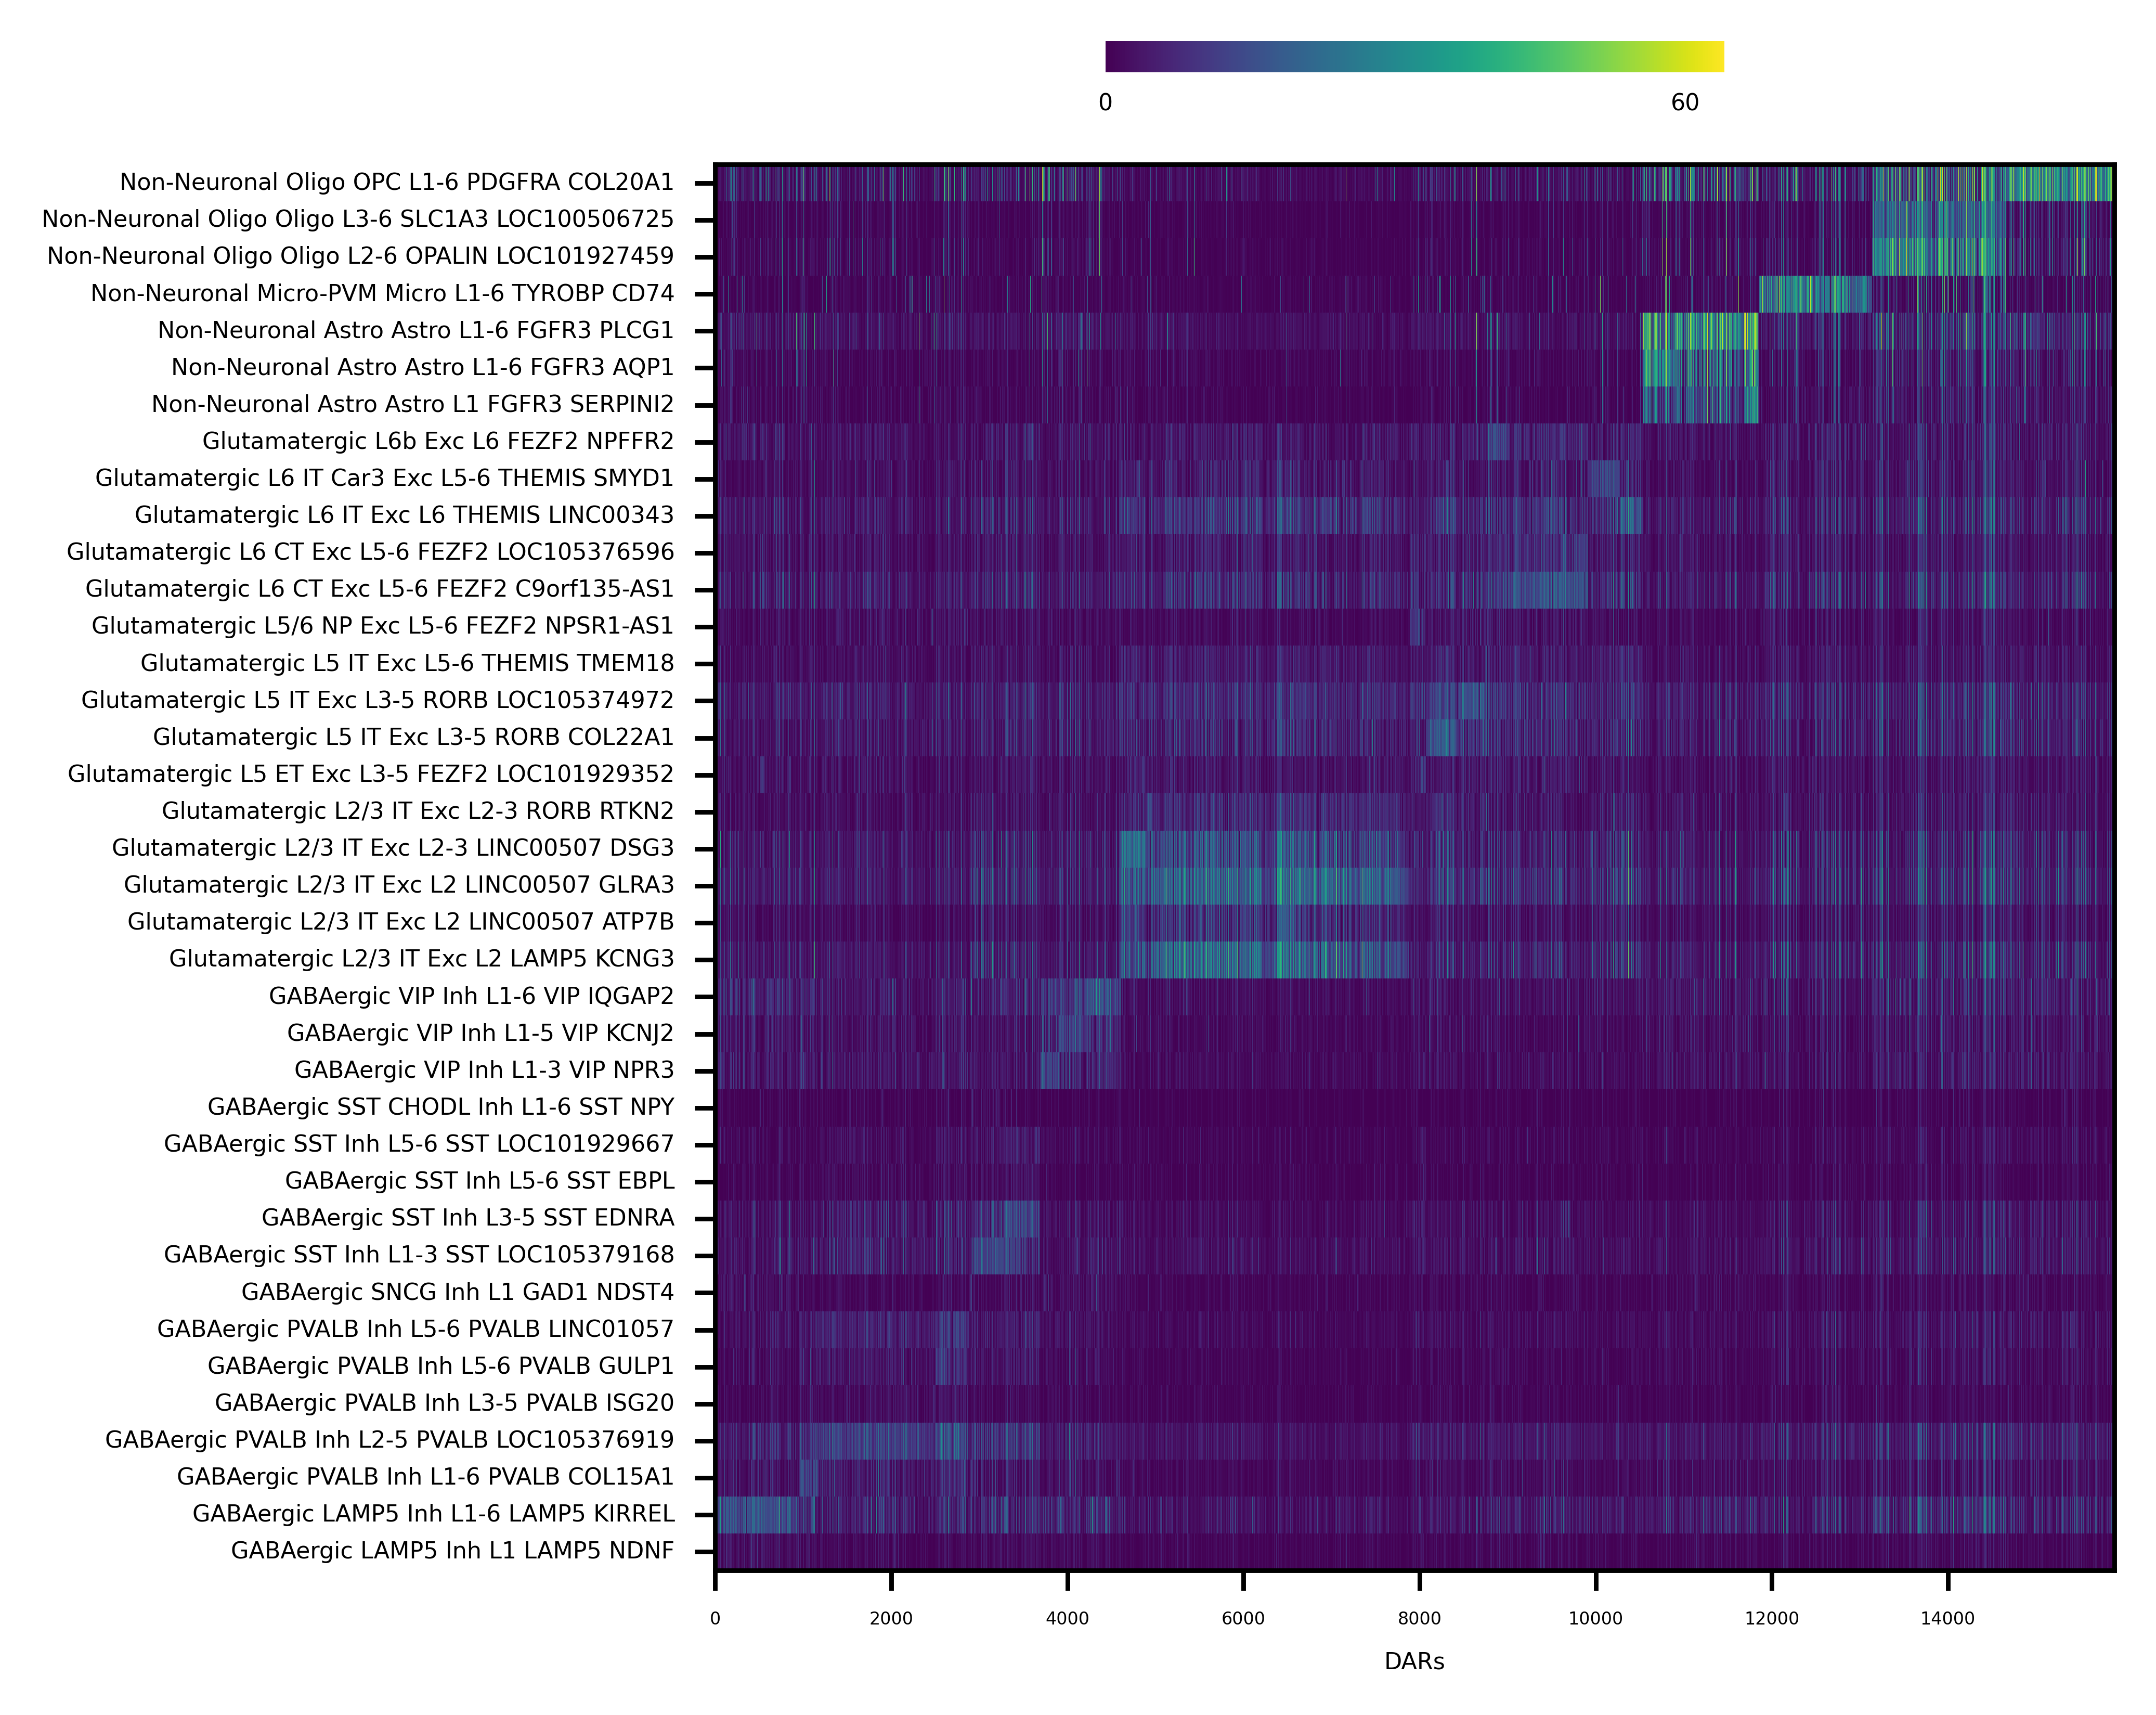 0 60
Non-Neuronal Oligo OPC L1-6 PDGFRA COL20A1
Non-Neuronal Oligo Oligo L3-6 SLC1A3 LOC100506725
Non-Neuronal Oligo Oligo L2-6 OPALIN LOC101927459
Non-Neuronal Micro-PVM Micro L1-6 TYROBP CD74
Non-Neuronal Astro Astro L1-6 FGFR3 PLCG1
Non-Neuronal Astro Astro L1-6 FGFR3 AQP1
Non-Neuronal Astro Astro L1 FGFR3 SERPINI2
Glutamatergic L6b Exc L6 FEZF2 NPFFR2
Glutamatergic L6 IT Car3 Exc L5-6 THEMIS SMYD1
Glutamatergic L6 IT Exc L6 THEMIS LINC00343
Glutamatergic L6 CT Exc L5-6 FEZF2 LOC105376596
Glutamatergic L6 CT Exc L5-6 FEZF2 C9orf135-AS1
Glutamatergic L5/6 NP Exc L5-6 FEZF2 NPSR1-AS1
Glutamatergic L5 IT Exc L5-6 THEMIS TMEM18
Glutamatergic L5 IT Exc L3-5 RORB LOC105374972
Glutamatergic L5 IT Exc L3-5 RORB COL22A1
Glutamatergic L5 ET Exc L3-5 FEZF2 LOC101929352
Glutamatergic L2/3 IT Exc L2-3 RORB RTKN2
Glutamatergic L2/3 IT Exc L2-3 LINC00507 DSG3
Glutamatergic L2/3 IT Exc L2 LINC00507 GLRA3
Glutamatergic L2/3 IT Exc L2 LINC00507 ATP7B
Glutamatergic L2/3 IT Exc L2 LAMP5 KCNG3
GABAergic VIP Inh L1-6 VIP IQGAP2
GABAergic VIP Inh L1-5 VIP KCNJ2
GABAergic VIP Inh L1-3 VIP NPR3
GABAergic SST CHODL Inh L1-6 SST NPY
GABAergic SST Inh L5-6 SST LOC101929667
GABAergic SST Inh L5-6 SST EBPL
GABAergic SST Inh L3-5 SST EDNRA
GABAergic SST Inh L1-3 SST LOC105379168
GABAergic SNCG Inh L1 GAD1 NDST4
GABAergic PVALB Inh L5-6 PVALB LINC01057
GABAergic PVALB Inh L5-6 PVALB GULP1
GABAergic PVALB Inh L3-5 PVALB ISG20
GABAergic PVALB Inh L2-5 PVALB LOC105376919
GABAergic PVALB Inh L1-6 PVALB COL15A1
GABAergic LAMP5 Inh L1-6 LAMP5 KIRREL
GABAergic LAMP5 Inh L1 LAMP5 NDNF
0 2000 4000 6000 8000 10000 12000 14000
DARs